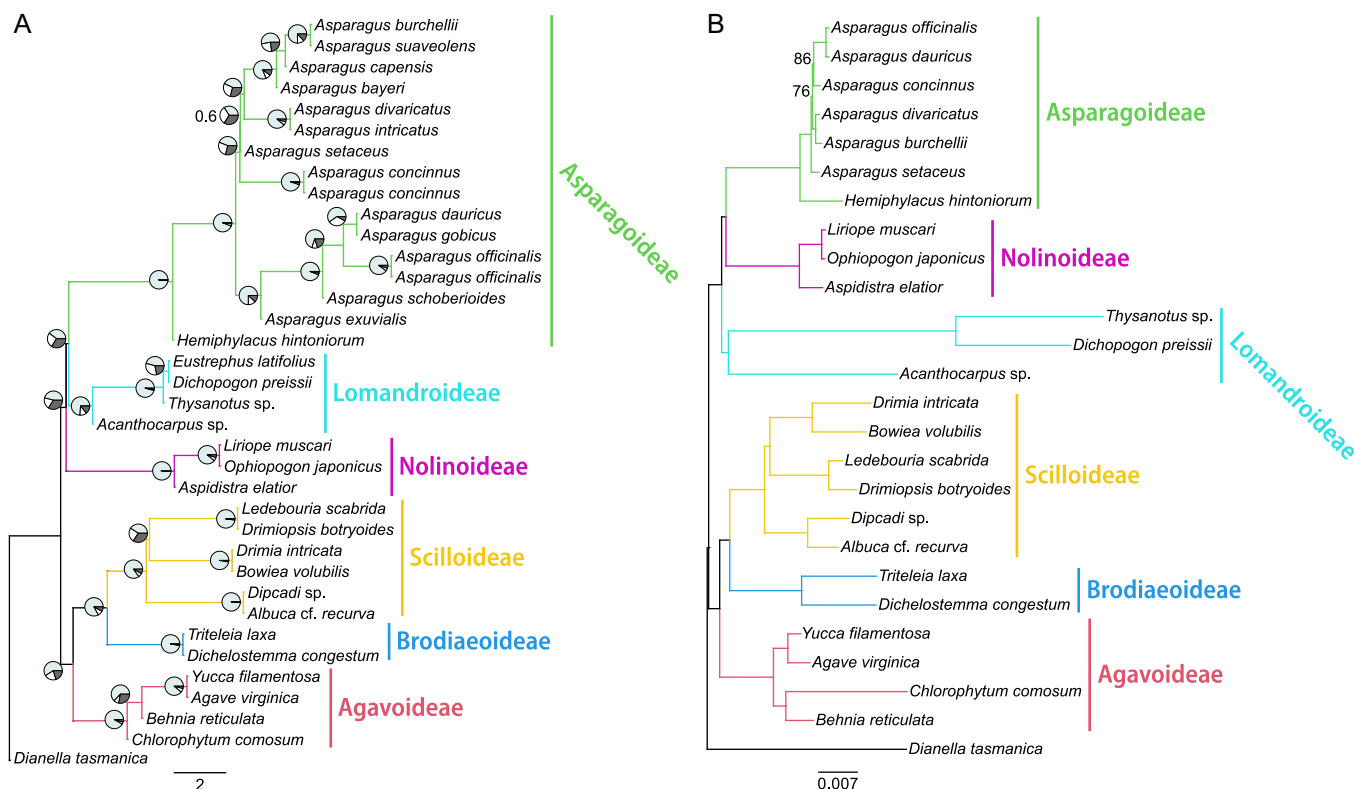 A
Asparagus burchellii
Asparagus suaveolens
Asparagus capensis
Asparagus bayeri
Asparagus divaricatus
0.6
Asparagus intricatus
Asparagus setaceus
Asparagus concinnus
Asparagus concinnus
Asparagus dauricus
Asparagus gobicus
Asparagus officinalis
Asparagus officinalis
Asparagus schoberioides
Asparagus exuvialis
Hemiphylacus hintoniorum
Asparagoideae
Eustrephus latifolius
Dichopogon preissii
Thysanotus sp.
Acanthocarpus sp.
Lomandroideae
Liriope muscari
Ophiopogon japonicus
Aspidistra elatior
Nolinoideae
Ledebouria scabrida
Drimiopsis botryoides
Drimia intricata
Bowiea volubilis
Dipcadi sp.
Albuca cf. recurva
Scilloideae
Triteleia laxa
Dichelostemma congestum
Brodiaeoideae
Yucca filamentosa
Agave virginica
Behnia reticulata
Chlorophytum comosum
Agavoideae
Dianella tasmanica
2
B
Asparagus officinalis
Asparagus dauricus
86
Asparagus concinnus
76
Asparagus divaricatus
Asparagus burchellii
Asparagus setaceus
Hemiphylacus hintoniorum
Asparagoideae
Liriope muscari
Ophiopogon japonicus
Aspidistra elatior
Nolinoideae
Thysanotus sp.
Dichopogon preissii
Acanthocarpus sp.
Lomandroideae
Drimia intricata
Bowiea volubilis
Ledebouria scabrida
Drimiopsis botryoides
Dipcadi sp.
Albuca cf. recurva
Scilloideae
Triteleia laxa
Dichelostemma congestum
Brodiaeoideae
Yucca filamentosa
Agave virginica
Chlorophytum comosum
Behnia reticulata
Agavoideae
Dianella tasmanica
0.007